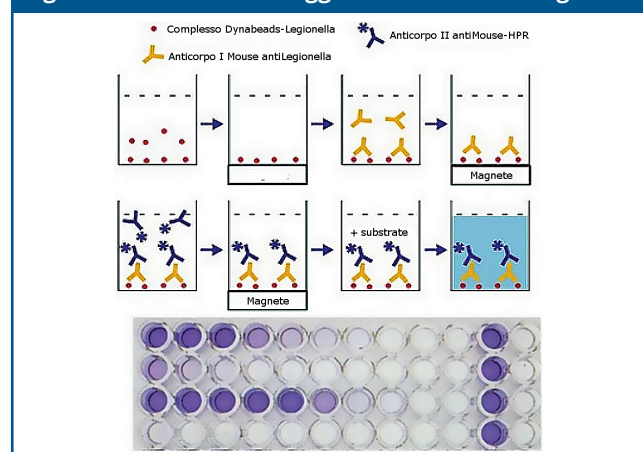 Complesso Dynabeads-Legionella
Anticorpo II antiMouse-HPR
Anticorpo I Mouse antiLegionella
Magnete
+ substrate
Magnete